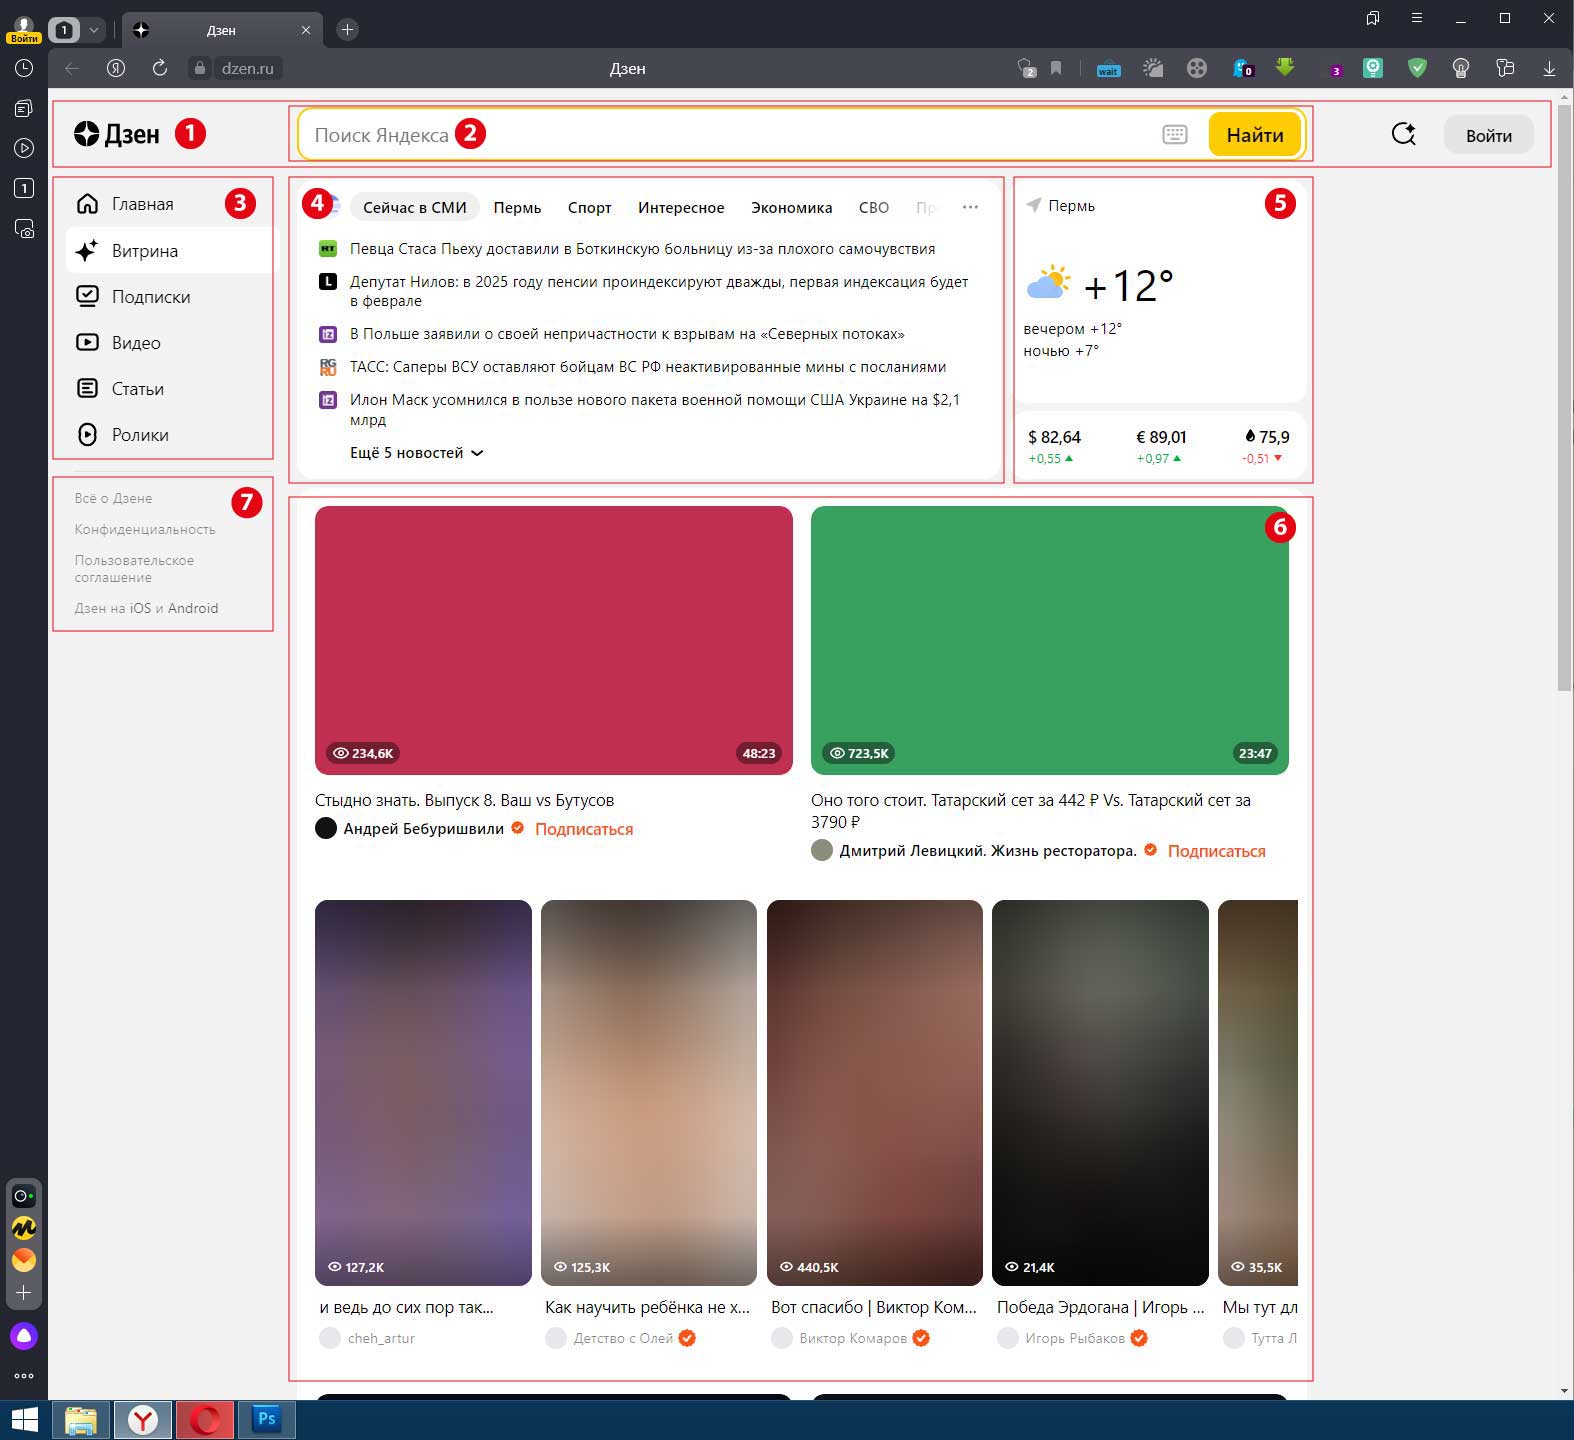 Войти
1
Дзен
dzen.ru
Дзен
2
wait
0
3
Дзен
1
Поиск Яндекса
2
Найти
Войти
1
Главная
3
Витрина
Подписки
Видео
Статьи
Ролики
4
Сейчас в СМИ
Пермь
Спорт
Интересное
Экономика
СВО
RT
Певца Стаса Пьеху доставили в Боткинскую больницу из-за плохого самочувствия
L
Депутат Нилов: в 2025 году пенсии проиндексируют дважды, первая индексация будет
в феврале
iz
В Польше заявили о своей непричастности к взрывам на «Северных потоках»
RG
RU
ТАСС: Саперы ВСУ оставляют бойцам ВС РФ неактивированные мины с посланиями
iz
Илон Маск усомнился в пользе нового пакета военной помощи США Украине на $2,1
млрд
Ещё 5 новостей
Пермь
5
+12°
вечером +12°
ночью +7°
$ 82,64
€ 89,01
75,9
+0,55
+0,97
-0,51
Всё о Дзене
7
Конфиденциальность
Пользовательское
соглашение
Дзен на iOS и Android
6
234,6K
48:23
723,5K
23:47
Стыдно знать. Выпуск 8. Ваш vs Бутусов
Андрей Бебуришвили
Подписаться
Оно того стоит. Татарский сет за 442 ₽ Vs. Татарский сет за
3790 ₽
Дмитрий Левицкий. Жизнь ресторатора.
Подписаться
127,2K
125,3K
440,5K
21,4K
35,5K
и ведь до сих пор так...
Как научить ребёнка не х...
Вот спасибо | Виктор Ком...
Победа Эрдогана | Игорь ...
Мы тут дл
cheh_artur
Детство с Олей
Виктор Комаров
Игорь Рыбаков
Тутта Л
Ps